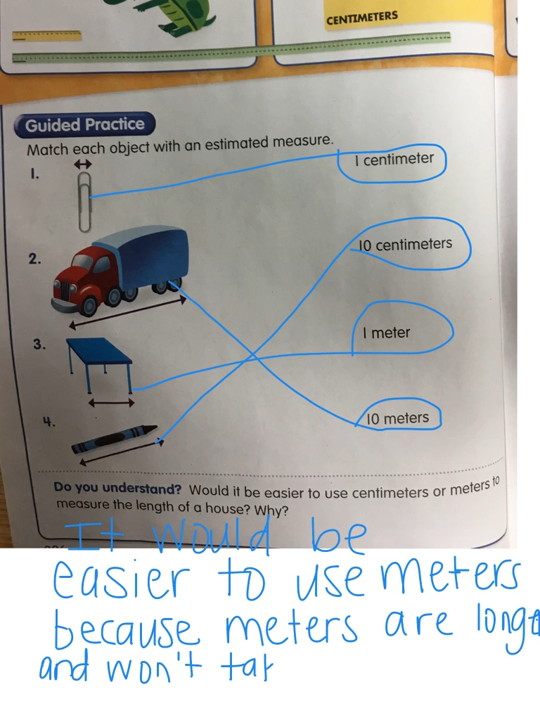 CENTIMETERS
Guided Practice
Match each object with an estimated measure.
1.
1 centimeter
2.
10 centimeters
3.
1 meter
4.
10 meters
Do you understand? Would it be easier to use centimeters or meters to
measure the length of a house? Why?
It would be
easier to use meters
because meters are
and won't